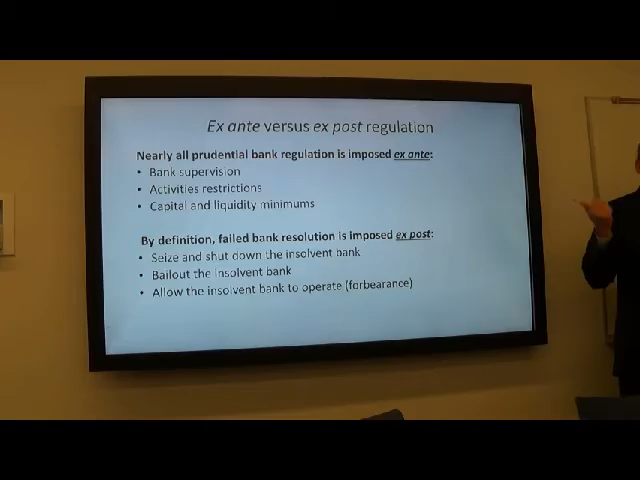 Ex ante versus ex post regulation
Nearly all prudential bank regulation is imposed ex ante:
• Bank supervision
• Activities restrictions
• Capital and liquidity minimums
By definition, failed bank resolution is imposed ex post:
• Seize and shut down the insolvent bank
• Bailout the insolvent bank
• Allow the insolvent bank to operate (forbearance)